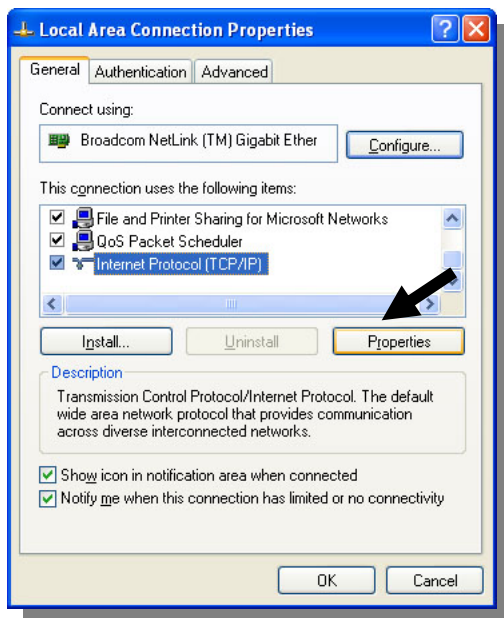 Local Area Connection Properties
General Authentication Advanced
Connect using:
Broadcom NetLink (TM) Gigabit Ether Configure...
This connection uses the following items:
File and Printer Sharing for Microsoft Networks
QoS Packet Scheduler
Internet Protocol (TCP/IP)
Install... Uninstall Properties
Description
Transmission Control Protocol/Internet Protocol. The default
wide area network protocol that provides communication
across diverse interconnected networks.
Show icon in notification area when connected
Notify me when this connection has limited or no connectivity
OK Cancel